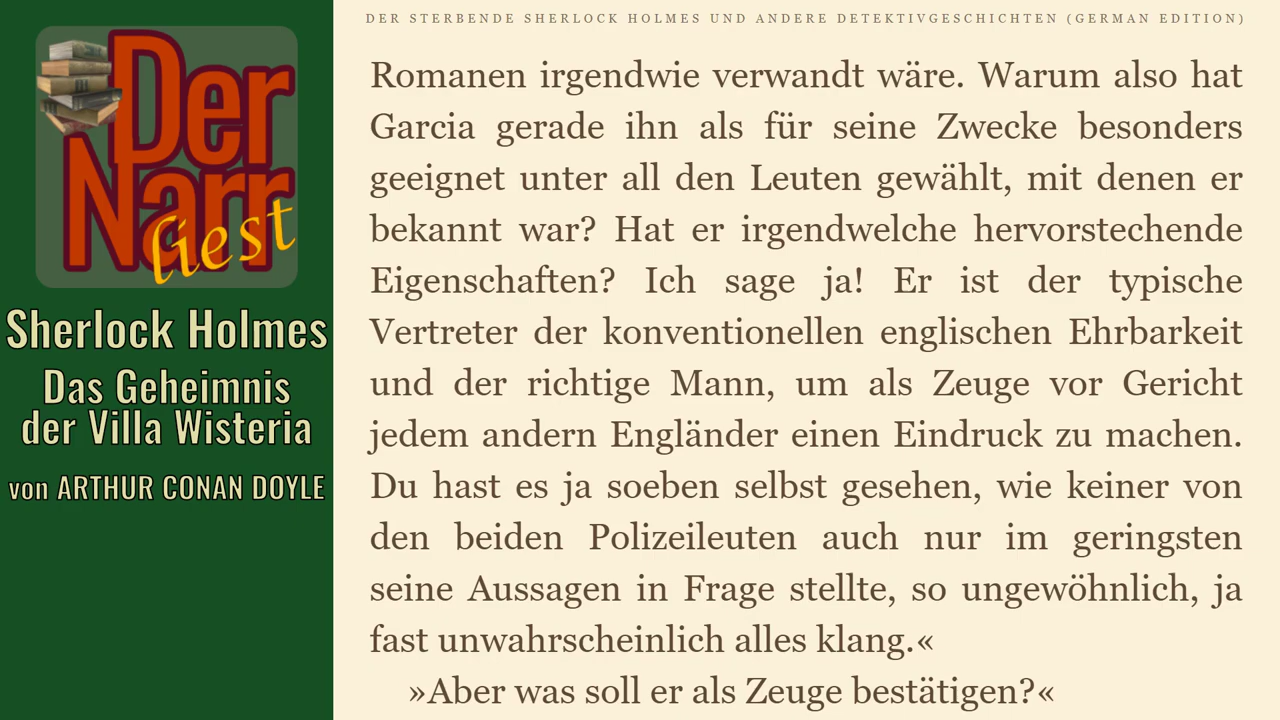 Der
Narr
liest
Sherlock Holmes
Das Geheimnis
der Villa Wisteria
von ARTHUR CONAN DOYLE
DER STERBENDE SHERLOCK HOLMES UND ANDERE DETEKTIVGESCHICHTEN (GERMAN EDITION)
Romanen irgendwie verwandt wäre. Warum also hat
Garcia gerade ihn als für seine Zwecke besonders
geeignet unter all den Leuten gewählt, mit denen er
bekannt war? Hat er irgendwelche hervorstechende
Eigenschaften? Ich sage ja! Er ist der typische
Vertreter der konventionellen englischen Ehrbarkeit
und der richtige Mann, um als Zeuge vor Gericht
jedem andern Engländer einen Eindruck zu machen.
Du hast es ja soeben selbst gesehen, wie keiner von
den beiden Polizeileuten auch nur im geringsten
seine Aussagen in Frage stellte, so ungewöhnlich, ja
fast unwahrscheinlich alles klang.«
»Aber was soll er als Zeuge bestätigen?«